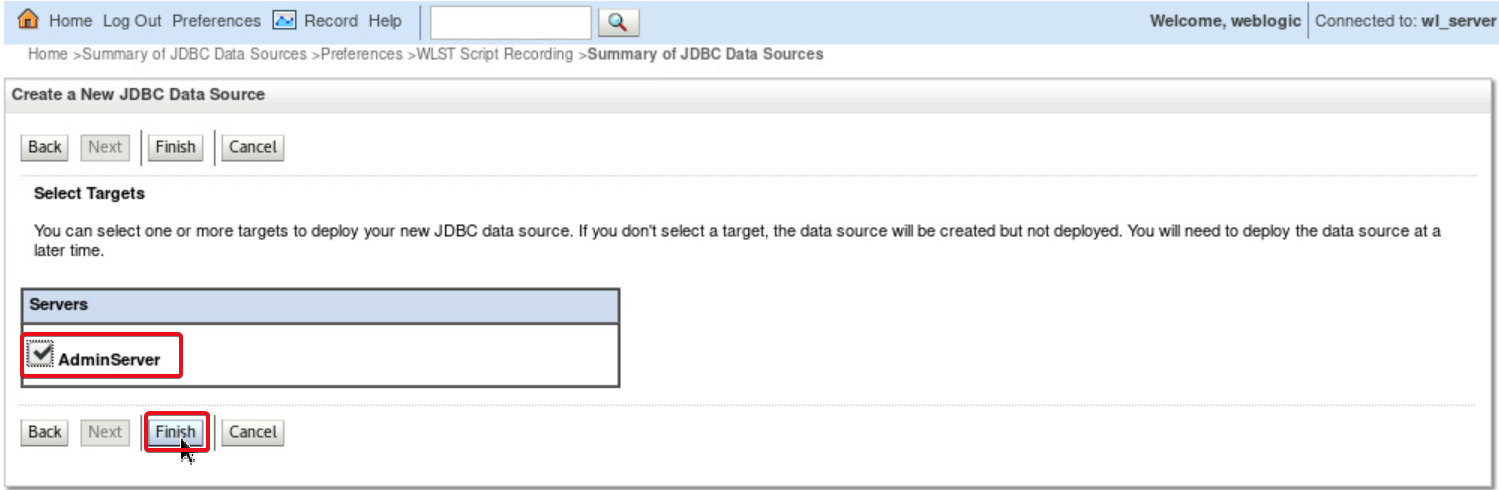 Home Log Out Preferences Record Help Welcome, weblogic Connected to: wl_server
Home >Summary of JDBC Data Sources >Preferences >WLST Script Recording >Summary of JDBC Data Sources
Create a New JDBC Data Source
Back Next Finish Cancel
Select Targets
You can select one or more targets to deploy your new JDBC data source. If you don't select a target, the data source will be created but not deployed. You will need to deploy the data source at a
later time.
Servers
AdminServer
Back Next Finish Cancel